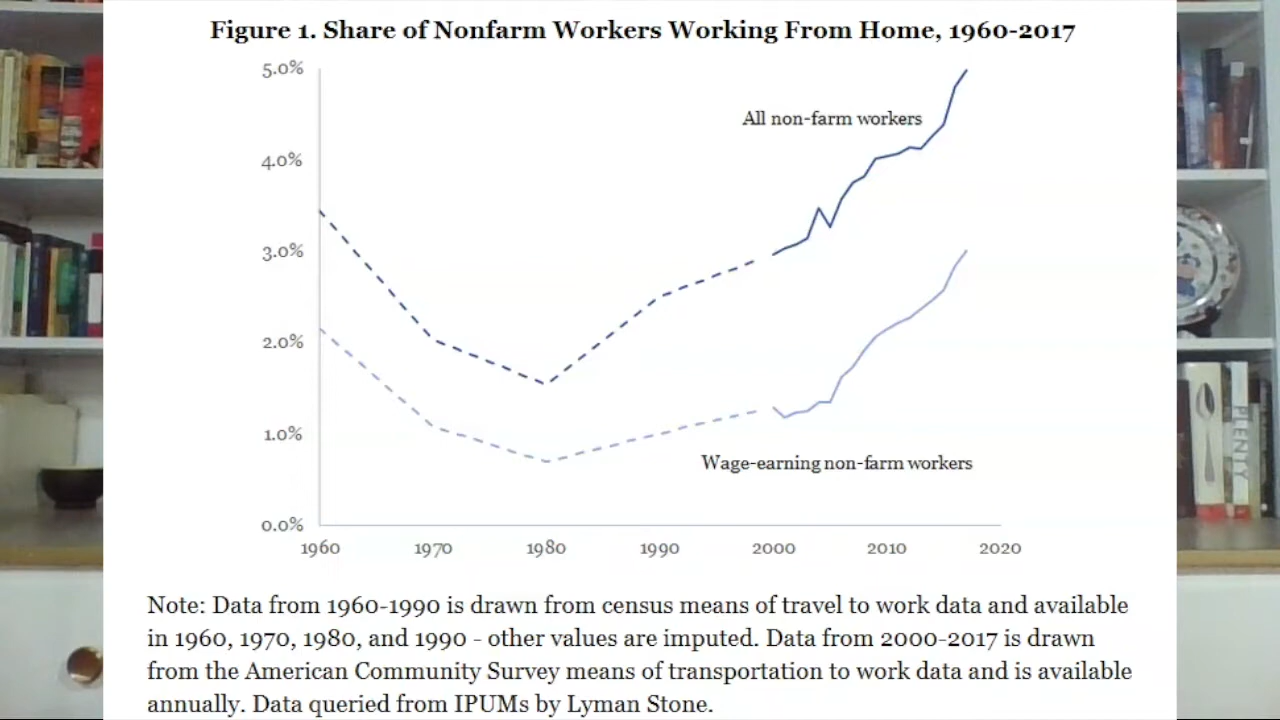 Figure 1. Share of Nonfarm Workers Working From Home, 1960-2017
5.0%
All non-farm workers
4.0%
3.0%
2.0%
1.0%
Wage-earning non-farm workers
0.0%
1960 1970 1980 1990 2000 2010 2020
Note: Data from 1960-1990 is drawn from census means of travel to work data and available
in 1960, 1970, 1980, and 1990 - other values are imputed. Data from 2000-2017 is drawn
from the American Community Survey means of transportation to work data and is available
annually. Data queried from IPUMs by Lyman Stone.
PLENTY